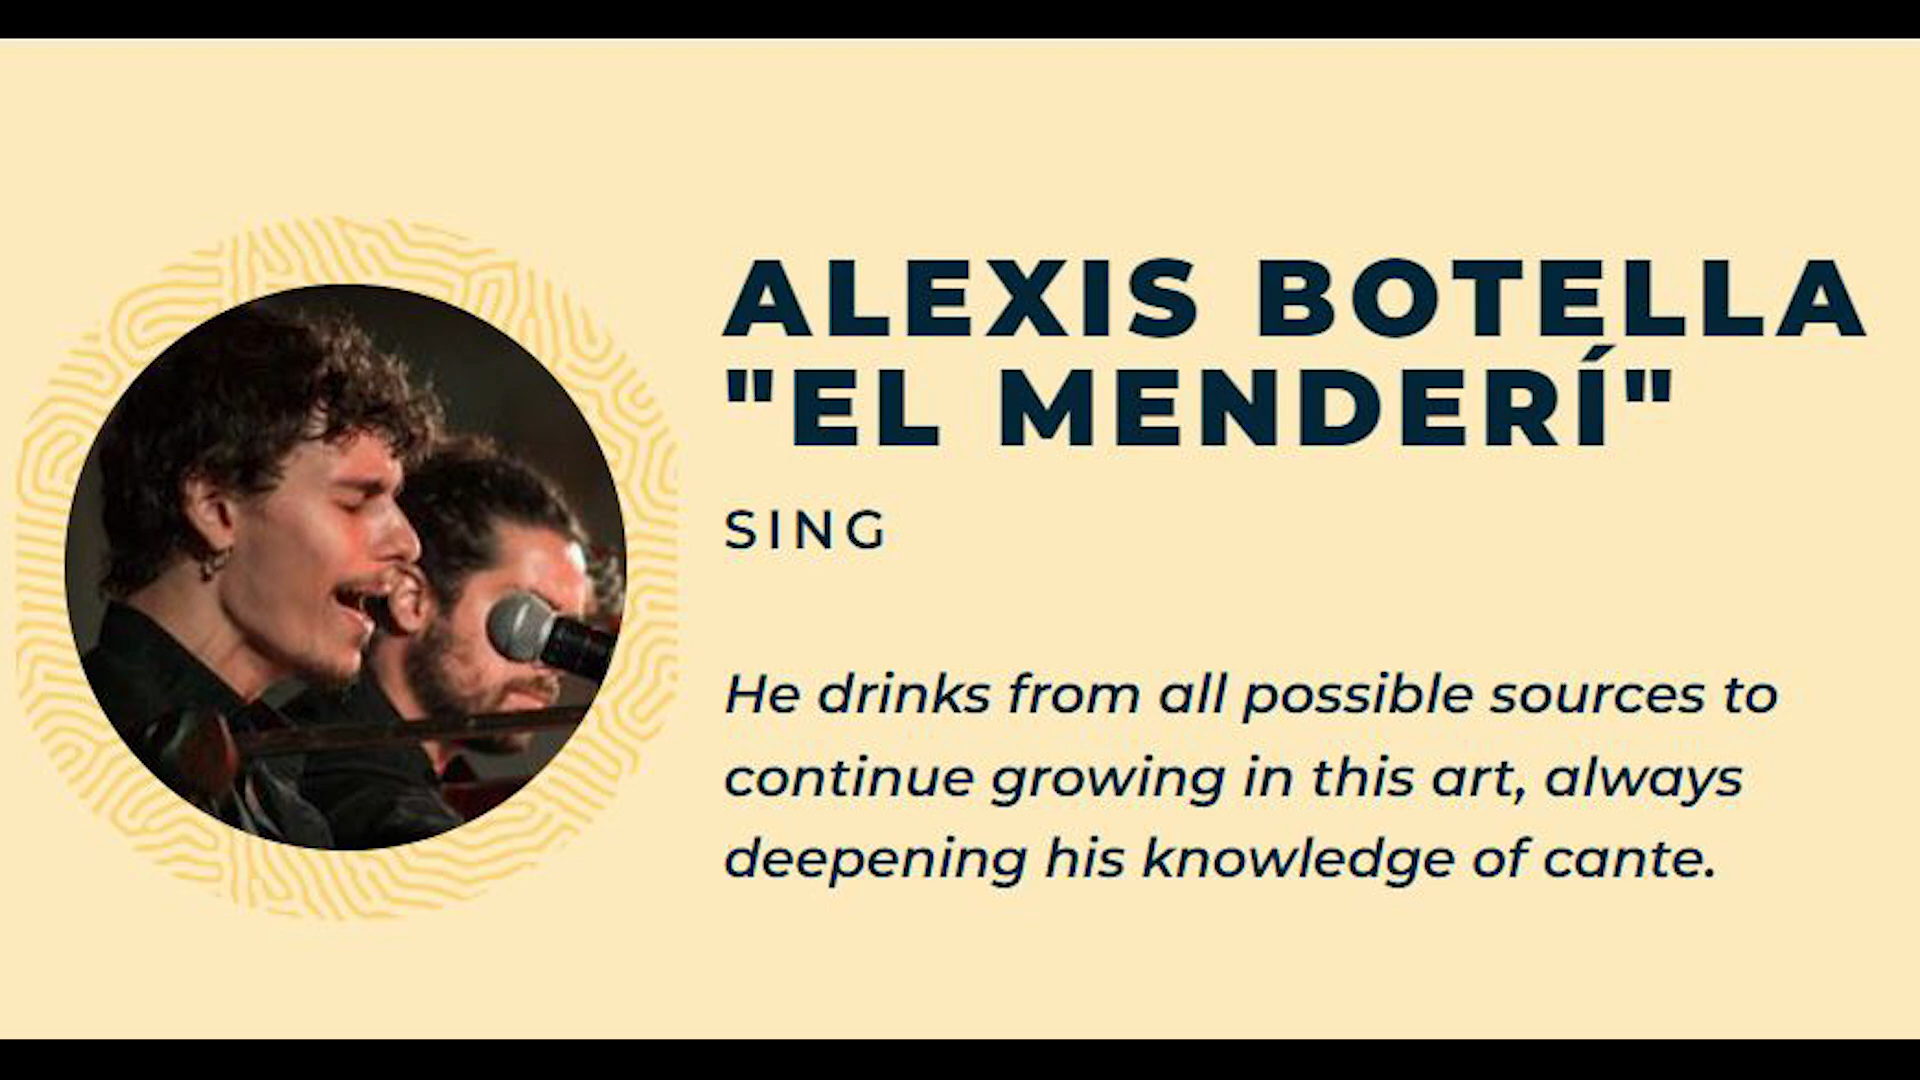 ALEXIS BOTELLA
"EL MENDERÍ"
SING
He drinks from all possible sources to
continue growing in this art, always
deepening his knowledge of cante.